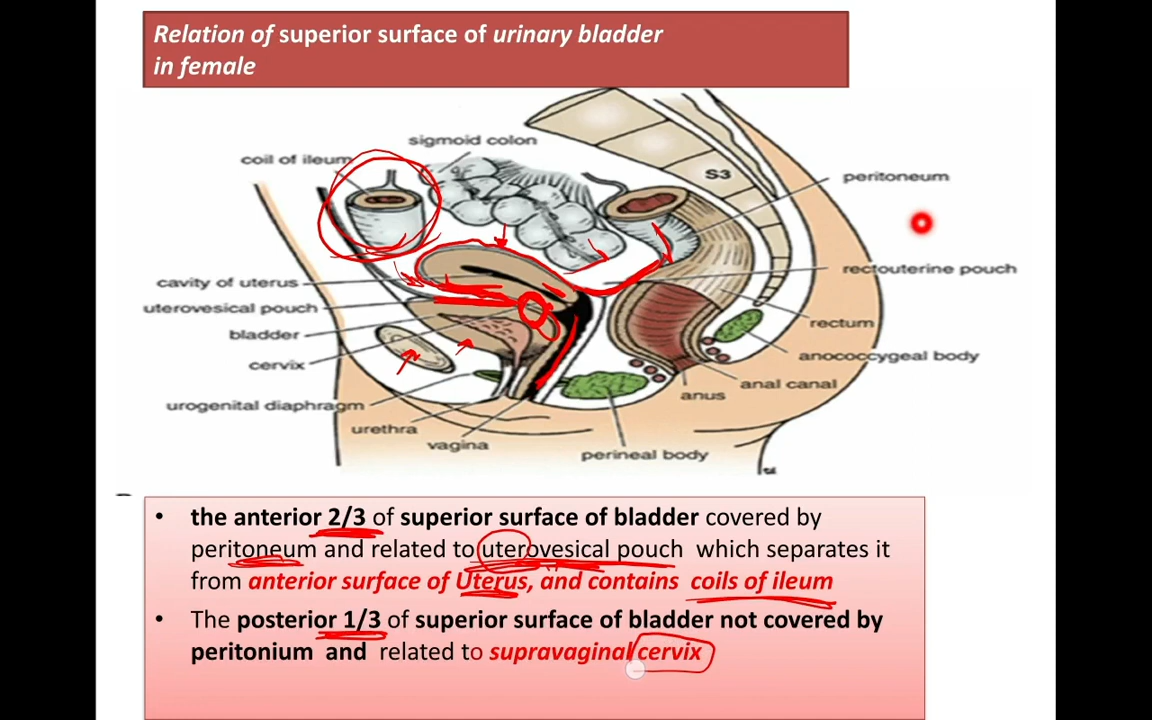 Relation of superior surface of urinary bladder
in female
sigmoid colon
coil of ileum
S3
peritoneum
cavity of uterus
rectouterine pouch
uterovesical pouch
bladder
rectum
cervix
anococcygeal body
anal canal
urogenital diaphragm
anus
urethra
vagina
perineal body
• the anterior 2/3 of superior surface of bladder covered by
peritoneum and related to uterovesical pouch which separates it
from anterior surface of Uterus, and contains coils of ileum
• The posterior 1/3 of superior surface of bladder not covered by
peritonium and related to supravaginal cervix